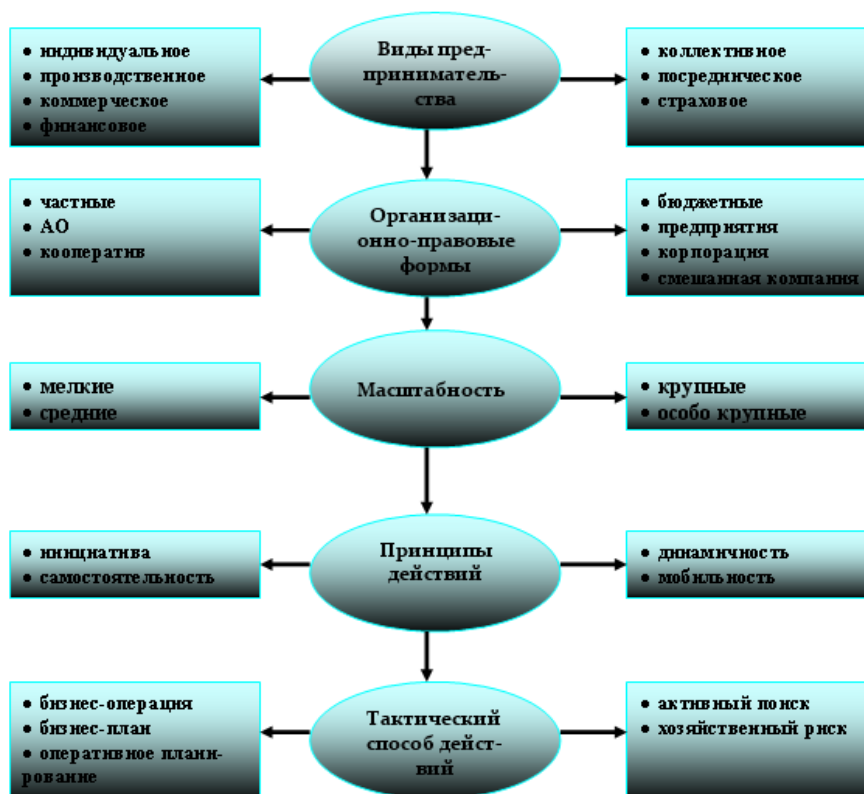 ● индивидуальное
● производственное
● коммерческое
● финансовое
Виды пред-
приниматель-
ства
● коллективное
● посредническое
● страховое
● частные
● АО
● кооператив
Организаци-
онно-правовые
формы
● бюджетные
● предприятия
● корпорация
● смешанная компания
● мелкие
● средние
Масштабность
● крупные
● особо крупные
● инициатива
● самостоятельность
Принципы
действий
● динамичность
● мобильность
● бизнес-операция
● бизнес-план
● оперативное плани-
рование
Тактический
способ дейст-
вий
● активный поиск
● хозяйственный риск